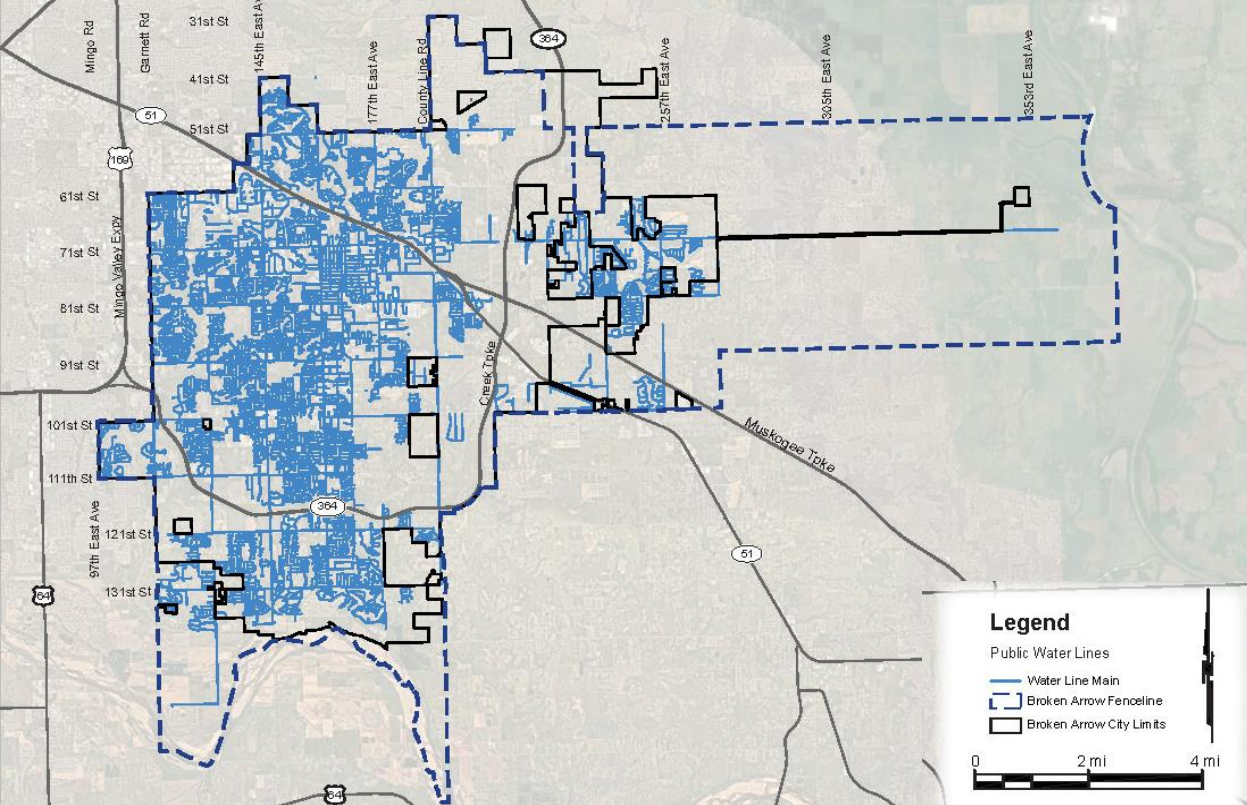 31st St
41st St
51st St
61st St
71st St
81st St
91st St
101st St
111th St
121st St
131st St
Mingo Rd
Garnett Rd
145th East Ave
177th East Ave
County Line Rd
257th East Ave
305th East Ave
353rd East Ave
364
51
169
Mingo Valley Expy
Creek Tpke
Muskogee Tpke
97th East Ave
364
51
64
64
Legend
Public Water Lines
Water Line Main
Broken Arrow Fenceline
Broken Arrow City Limits
0 2 mi 4 mi